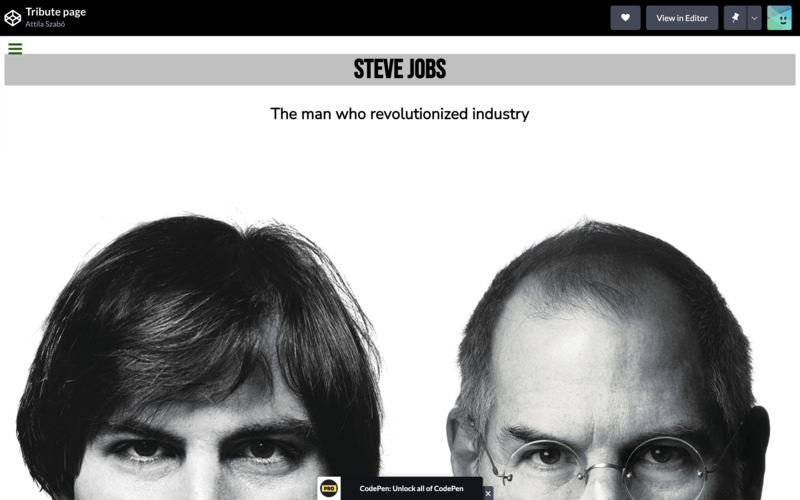 Tribute page
Attila Szabó
View in Editor
STEVE JOBS
The man who revolutionized industry
PRO
CodePen: Unlock all of CodePen